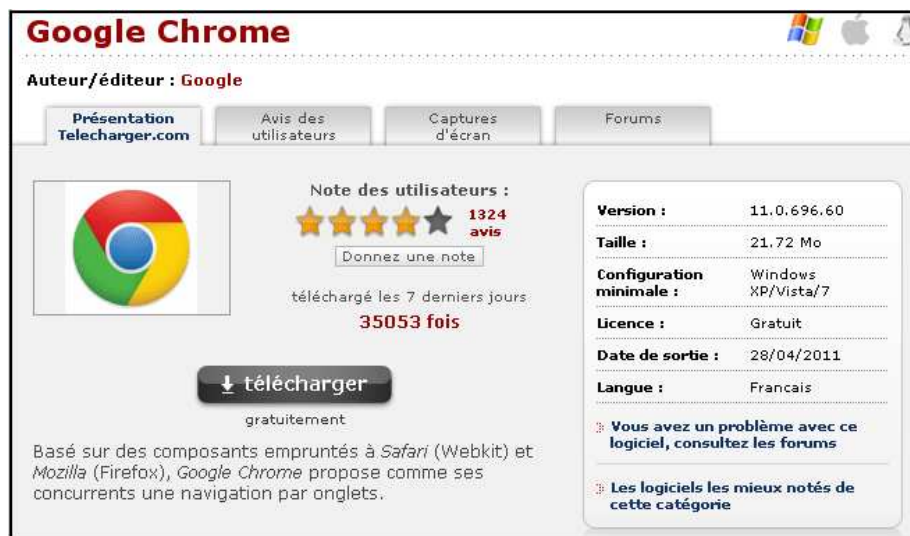 Google Chrome
Auteur/éditeur : Google
Présentation
Telecharger.com
Avis des
utilisateurs
Captures
d'écran
Forums
Note des utilisateurs :
1324
avis
Donnez une note
téléchargé les 7 derniers jours
35053 fois
télécharger
gratuitement
Basé sur des composants empruntés à Safari (Webkit) et
Mozilla (Firefox), Google Chrome propose comme ses
concurrents une navigation par onglets.
Version : 11.0.696.60
Taille : 21.72 Mo
Configuration
minimale : Windows
XP/Vista/7
Licence : Gratuit
Date de sortie : 28/04/2011
Langue : Francais
Vous avez un problème avec ce
logiciel, consultez les forums
Les logiciels les mieux notés de
cette catégorie